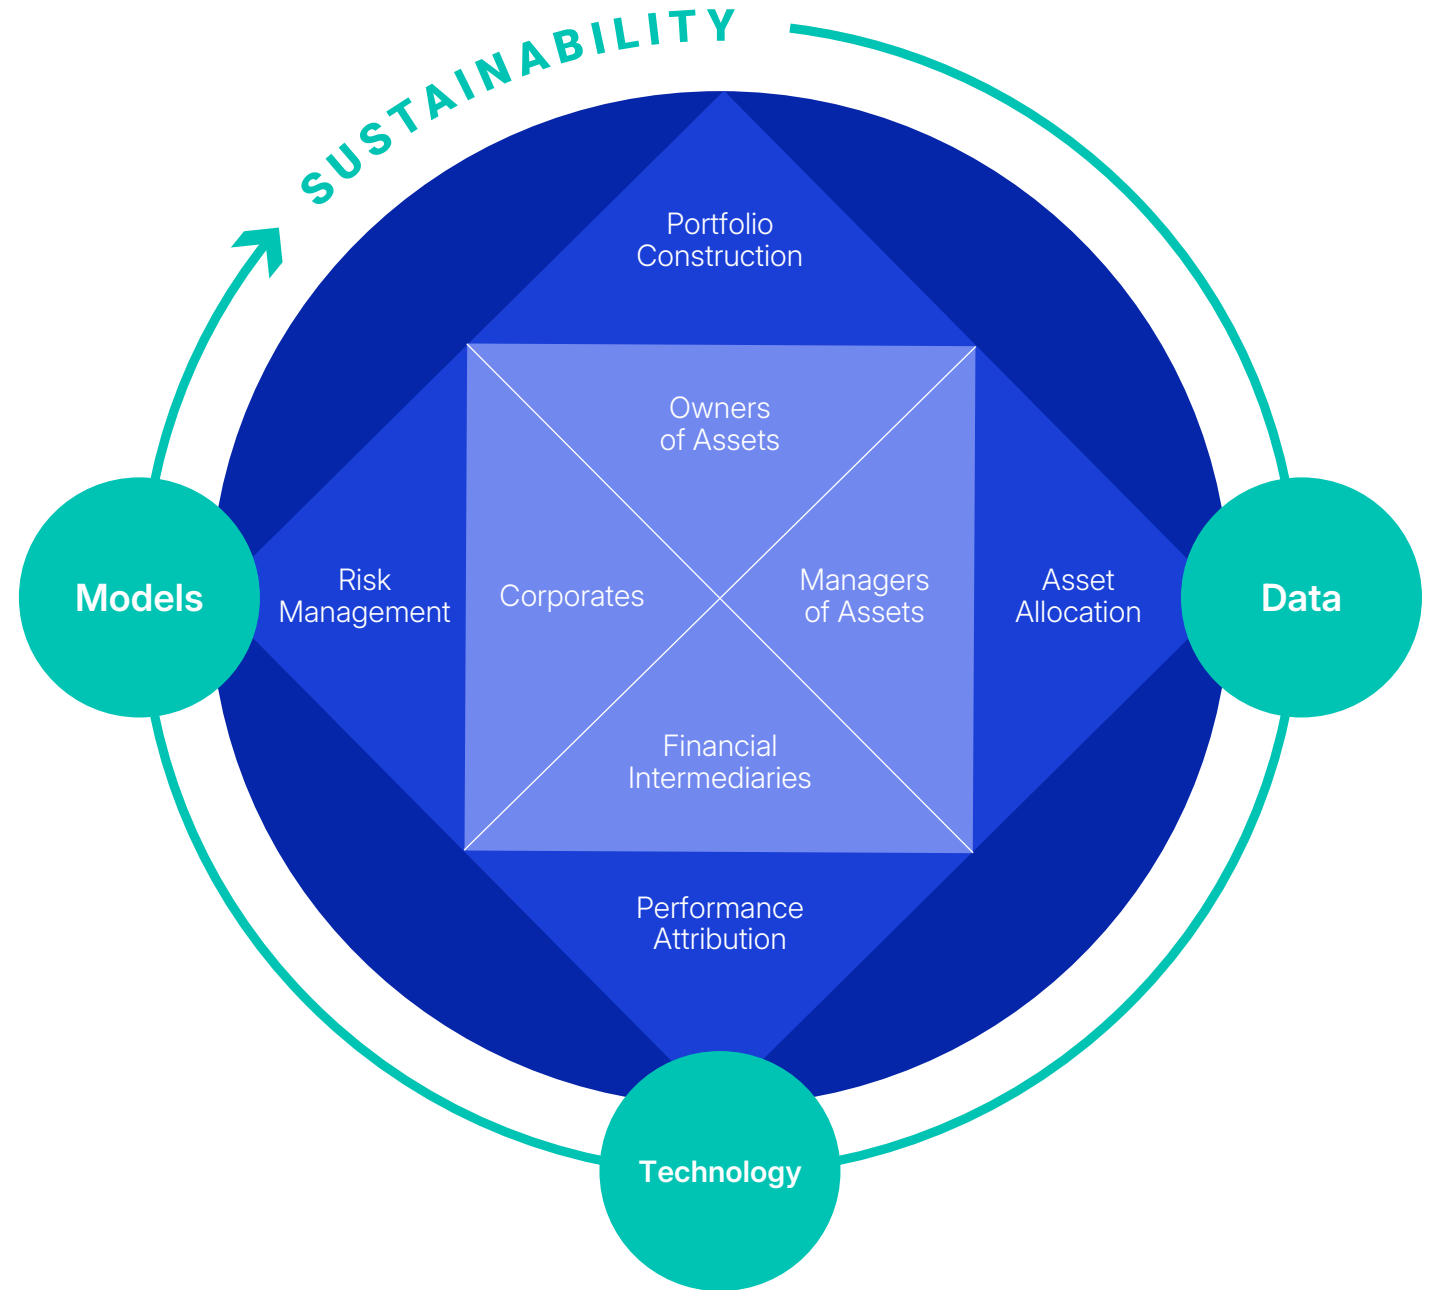 SUSTAINABILITY
Portfolio
Construction
Owners
of Assets
Models
Risk
Management
Corporates
Managers
of Assets
Asset
Allocation
Data
Financial
Intermediaries
Performance
Attribution
Technology